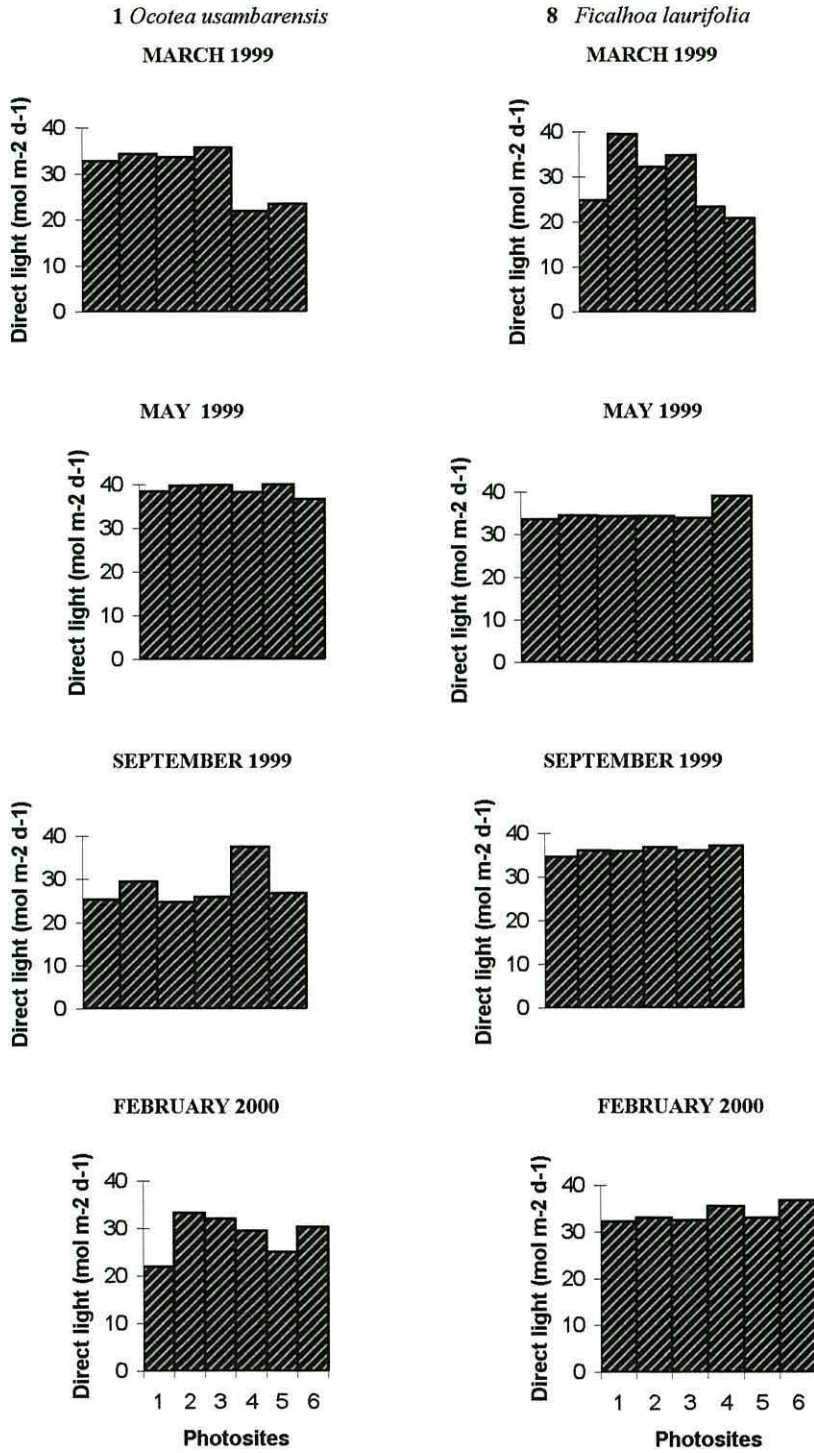 1 Ocotea usambarensis
MARCH 1999
Direct light (mol m-2 d-1)
40
30
20
10
0
8 Ficalhoa laurifolia
MARCH 1999
Direct light (mol m-2 d-1)
40
30
20
10
0
MAY 1999
Direct light (mol m-2 d-1)
40
30
20
10
0
MAY 1999
Direct light (mol m-2 d-1)
40
30
20
10
0
SEPTEMBER 1999
Direct light (mol m-2 d-1)
40
30
20
10
0
SEPTEMBER 1999
Direct light (mol m-2 d-1)
40
30
20
10
0
FEBRUARY 2000
Direct light (mol m-2 d-1)
40
30
20
10
0
1 2 3 4 5 6
Photosites
FEBRUARY 2000
Direct light (mol m-2 d-1)
40
30
20
10
0
1 2 3 4 5 6
Photosites